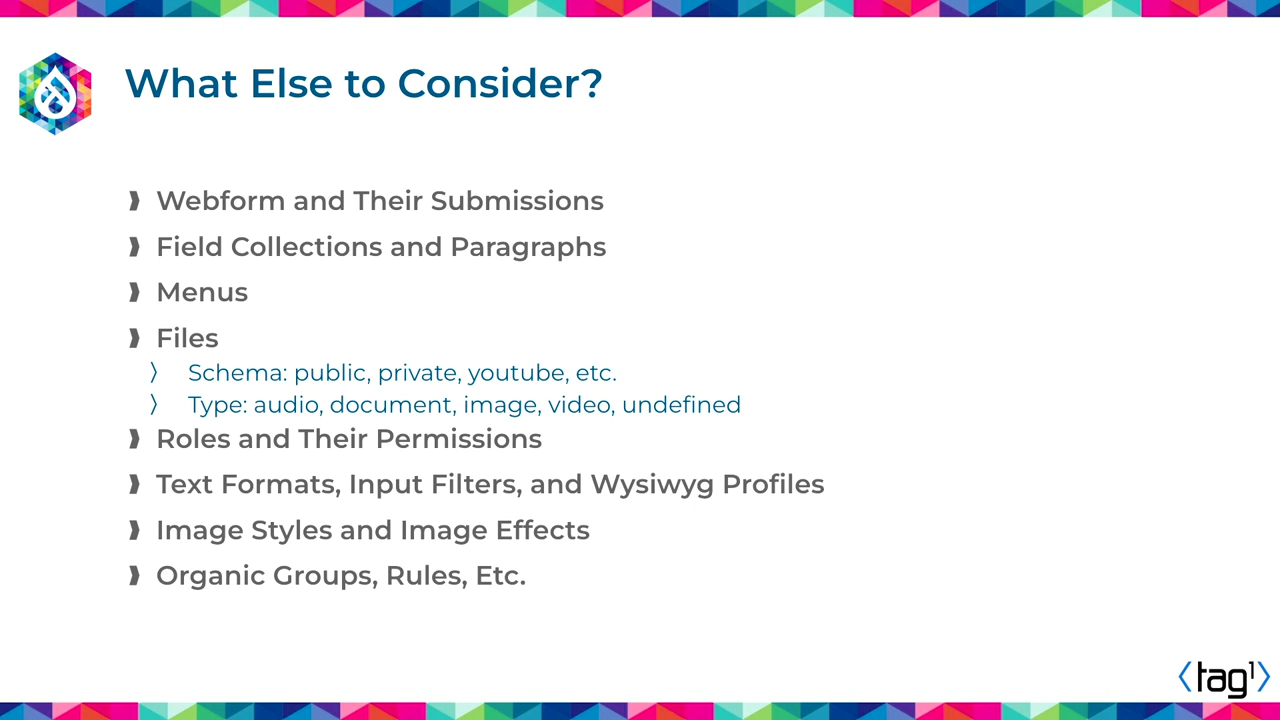 What Else to Consider?
Webform and Their Submissions
Field Collections and Paragraphs
Menus
Files
Schema: public, private, youtube, etc.
Type: audio, document, image, video, undefined
Roles and Their Permissions
Text Formats, Input Filters, and Wysiwyg Profiles
Image Styles and Image Effects
Organic Groups, Rules, Etc.
⟨tag¹⟩